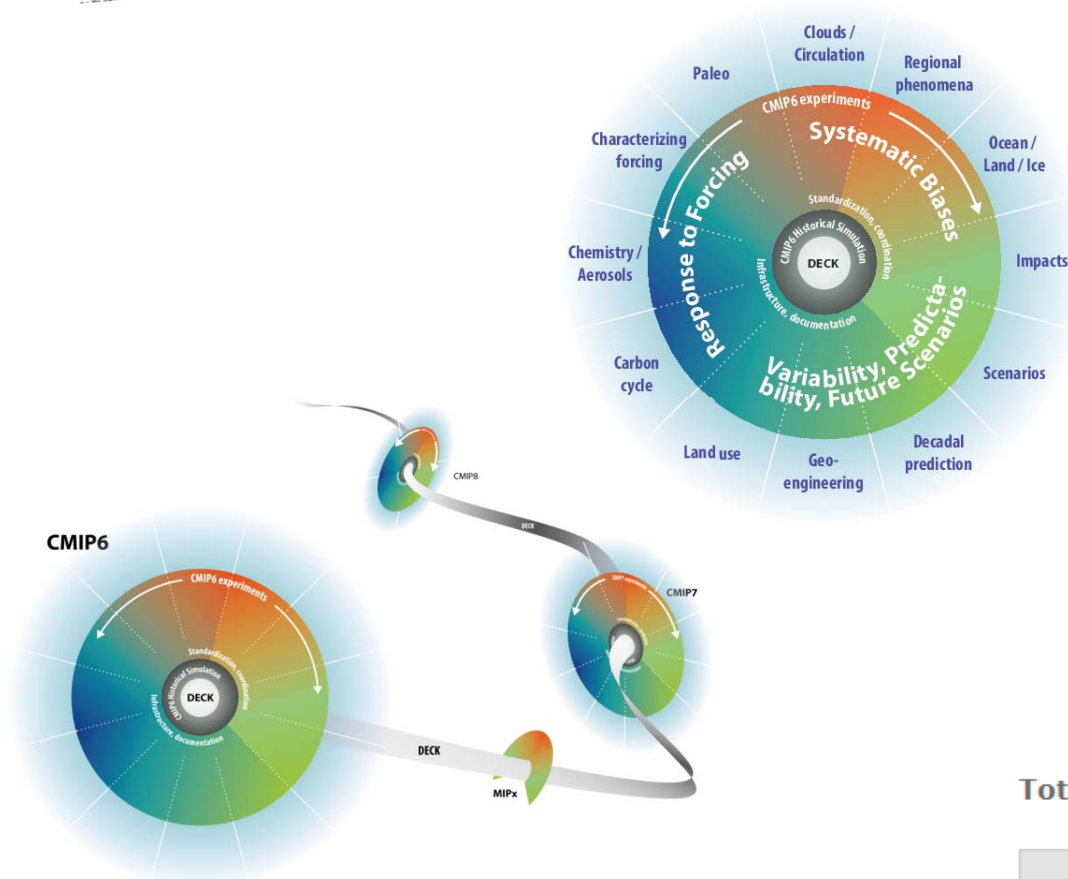 Clouds /
Circulation
Regional
phenomena
Paleo
CMIP6 experiments
Systematic Biases
Characterizing
forcing
Ocean /
Land / Ice
Response to Forcing
Standardization, coordination
CMIP6 Historical Simulation
DECK
Infrastructure, documentation
Chemistry /
Aerosols
Impacts
Variability, Predicta-
bility, Future Scenarios
Carbon
cycle
Scenarios
Land use
Geo-
engineering
Decadal
prediction
CMIP8
DECK
CMIP6
CMIP6 experiments
Standardization, coordination
CMIP6 Historical Simulation
DECK
Infrastructure, documentation
CMIP7 experiments
CMIP7
DECK
MIPx
Tot